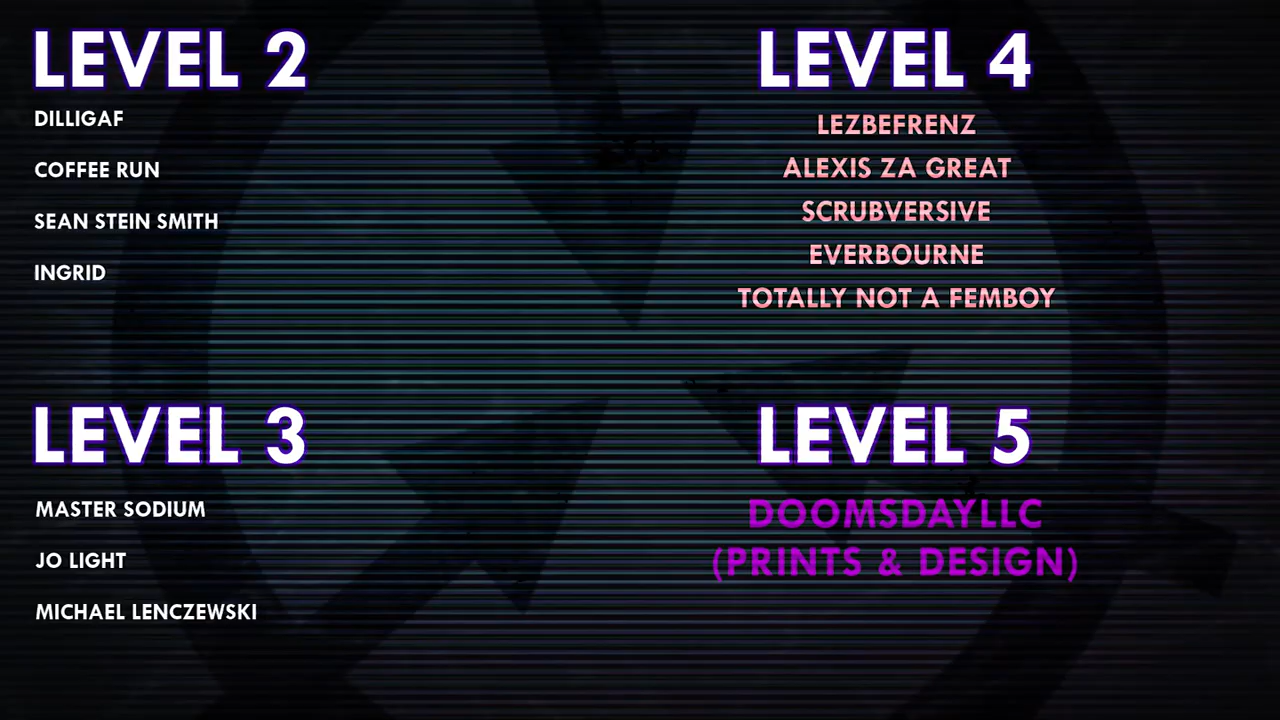 LEVEL 2
DILLIGAF
COFFEE RUN
SEAN STEIN SMITH
INGRID
LEVEL 3
MASTER SODIUM
JO LIGHT
MICHAEL LENCZEWSKI
LEVEL 4
LEZBEFRENZ
ALEXIS ZA GREAT
SCRUBVERSIVE
EVERBOURNE
TOTALLY NOT A FEMBOY
LEVEL 5
DOOMSDAYLLC
(PRINTS & DESIGN)